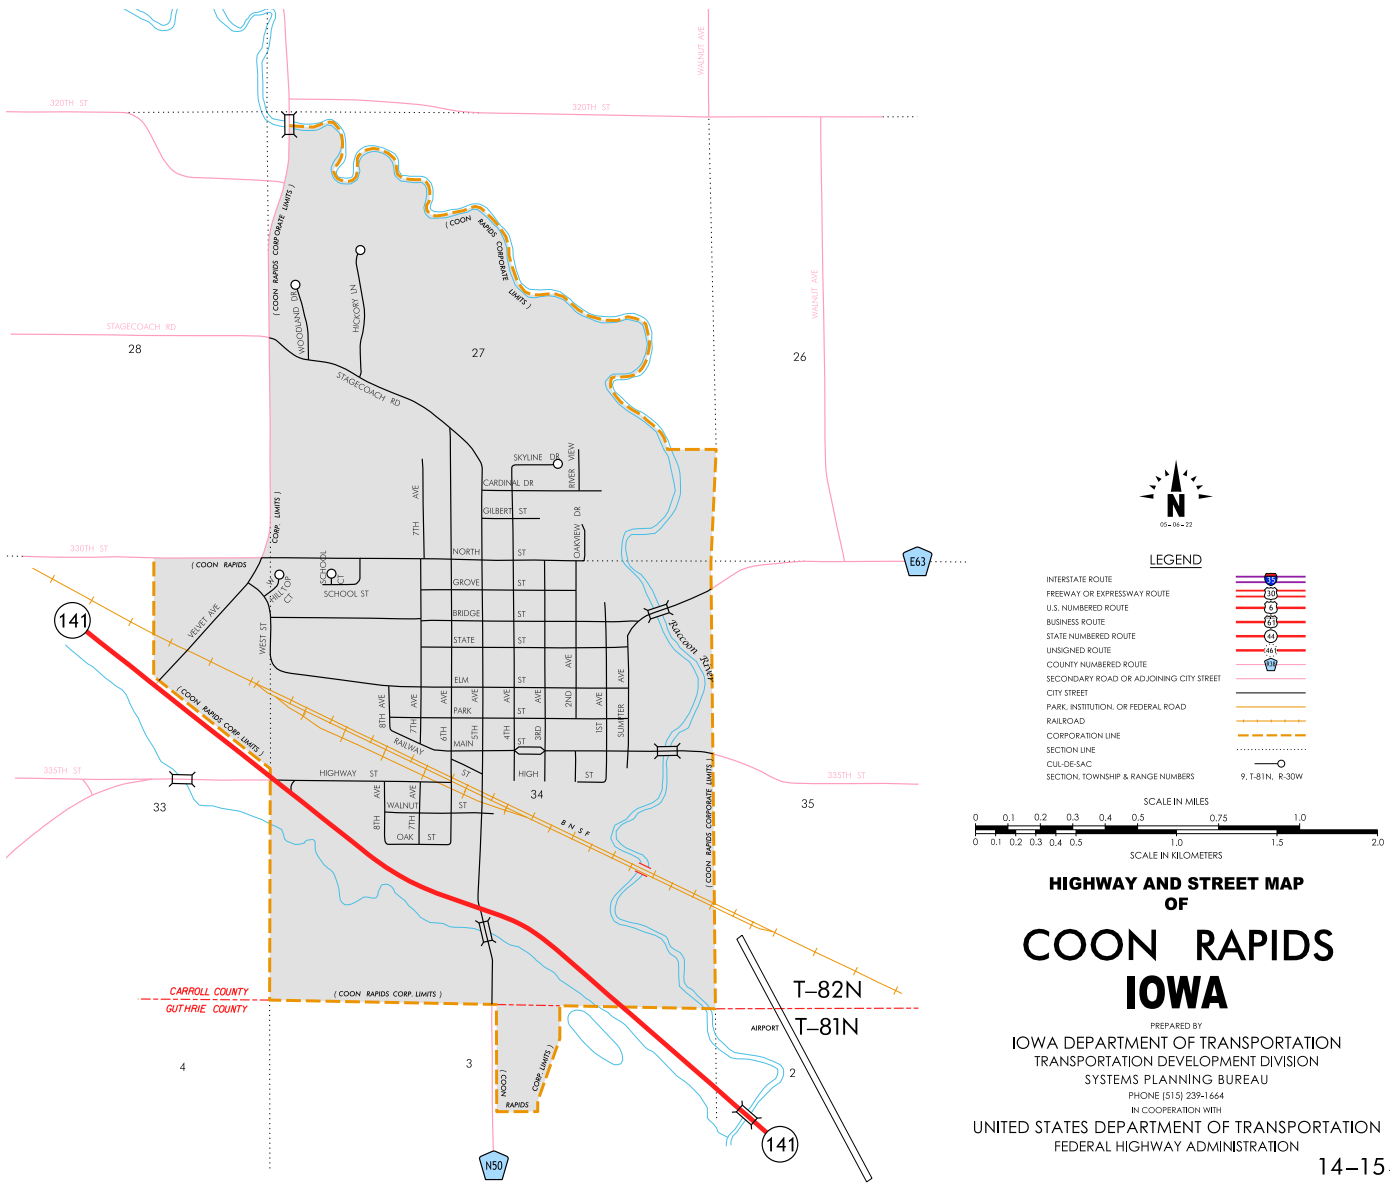 WALNUT AVE
320TH ST
320TH ST
( COON RAPIDS CORPORATE LIMITS )
( COON RAPIDS CORPORATE LIMITS )
WOODLAND DR
HICKORY LN
WALNUT AVE
STAGECOACH RD
28
27
26
STAGECOACH RD
SKYLINE DR
RIVER VIEW
CARDINAL DR
7TH AVE
GILBERT ST
OAKVIEW DR
CORP. LIMITS )
330TH ST
( COON RAPIDS
NORTH ST
SCHOOL CT
SCHOOL ST
W HILLTOP CT
GROVE ST
E63
141
VELVET AVE
WEST ST
BRIDGE ST
STATE ST
Raccoon River
ELM ST
8TH AVE
7TH AVE
6TH AVE
5TH AVE
4TH AVE
3RD AVE
2ND AVE
1ST AVE
SUMPTER AVE
PARK ST
( COON RAPIDS CORP. LIMITS )
RAILWAY ST
MAIN ST
335TH ST
HIGHWAY ST
HIGH ST
335TH ST
33
34
35
8TH AVE
7TH AVE
WALNUT ST
OAK ST
B N S F
( COON RAPIDS CORPORATE LIMITS )
CARROLL COUNTY
GUTHRIE COUNTY
( COON RAPIDS CORP. LIMITS )
T-82N
T-81N
AIRPORT
4
3
2
( COON RAPIDS CORP. LIMITS )
141
N50
N
05-06-22
LEGEND
INTERSTATE ROUTE 35
FREEWAY OR EXPRESSWAY ROUTE 30
U.S. NUMBERED ROUTE 6
BUSINESS ROUTE 61
STATE NUMBERED ROUTE 44
UNSIGNED ROUTE 461
COUNTY NUMBERED ROUTE
SECONDARY ROAD OR ADJOINING CITY STREET
CITY STREET
PARK, INSTITUTION, OR FEDERAL ROAD
RAILROAD
CORPORATION LINE
SECTION LINE
CUL-DE-SAC
SECTION, TOWNSHIP & RANGE NUMBERS 9, T-81N, R-30W
SCALE IN MILES
0 0.1 0.2 0.3 0.4 0.5 0.75 1.0
0 0.1 0.2 0.3 0.4 0.5 1.0 1.5 2.0
SCALE IN KILOMETERS
HIGHWAY AND STREET MAP
OF
COON RAPIDS
IOWA
PREPARED BY
IOWA DEPARTMENT OF TRANSPORTATION
TRANSPORTATION DEVELOPMENT DIVISION
SYSTEMS PLANNING BUREAU
PHONE (515) 239-1664
IN COOPERATION WITH
UNITED STATES DEPARTMENT OF TRANSPORTATION
FEDERAL HIGHWAY ADMINISTRATION
14-15